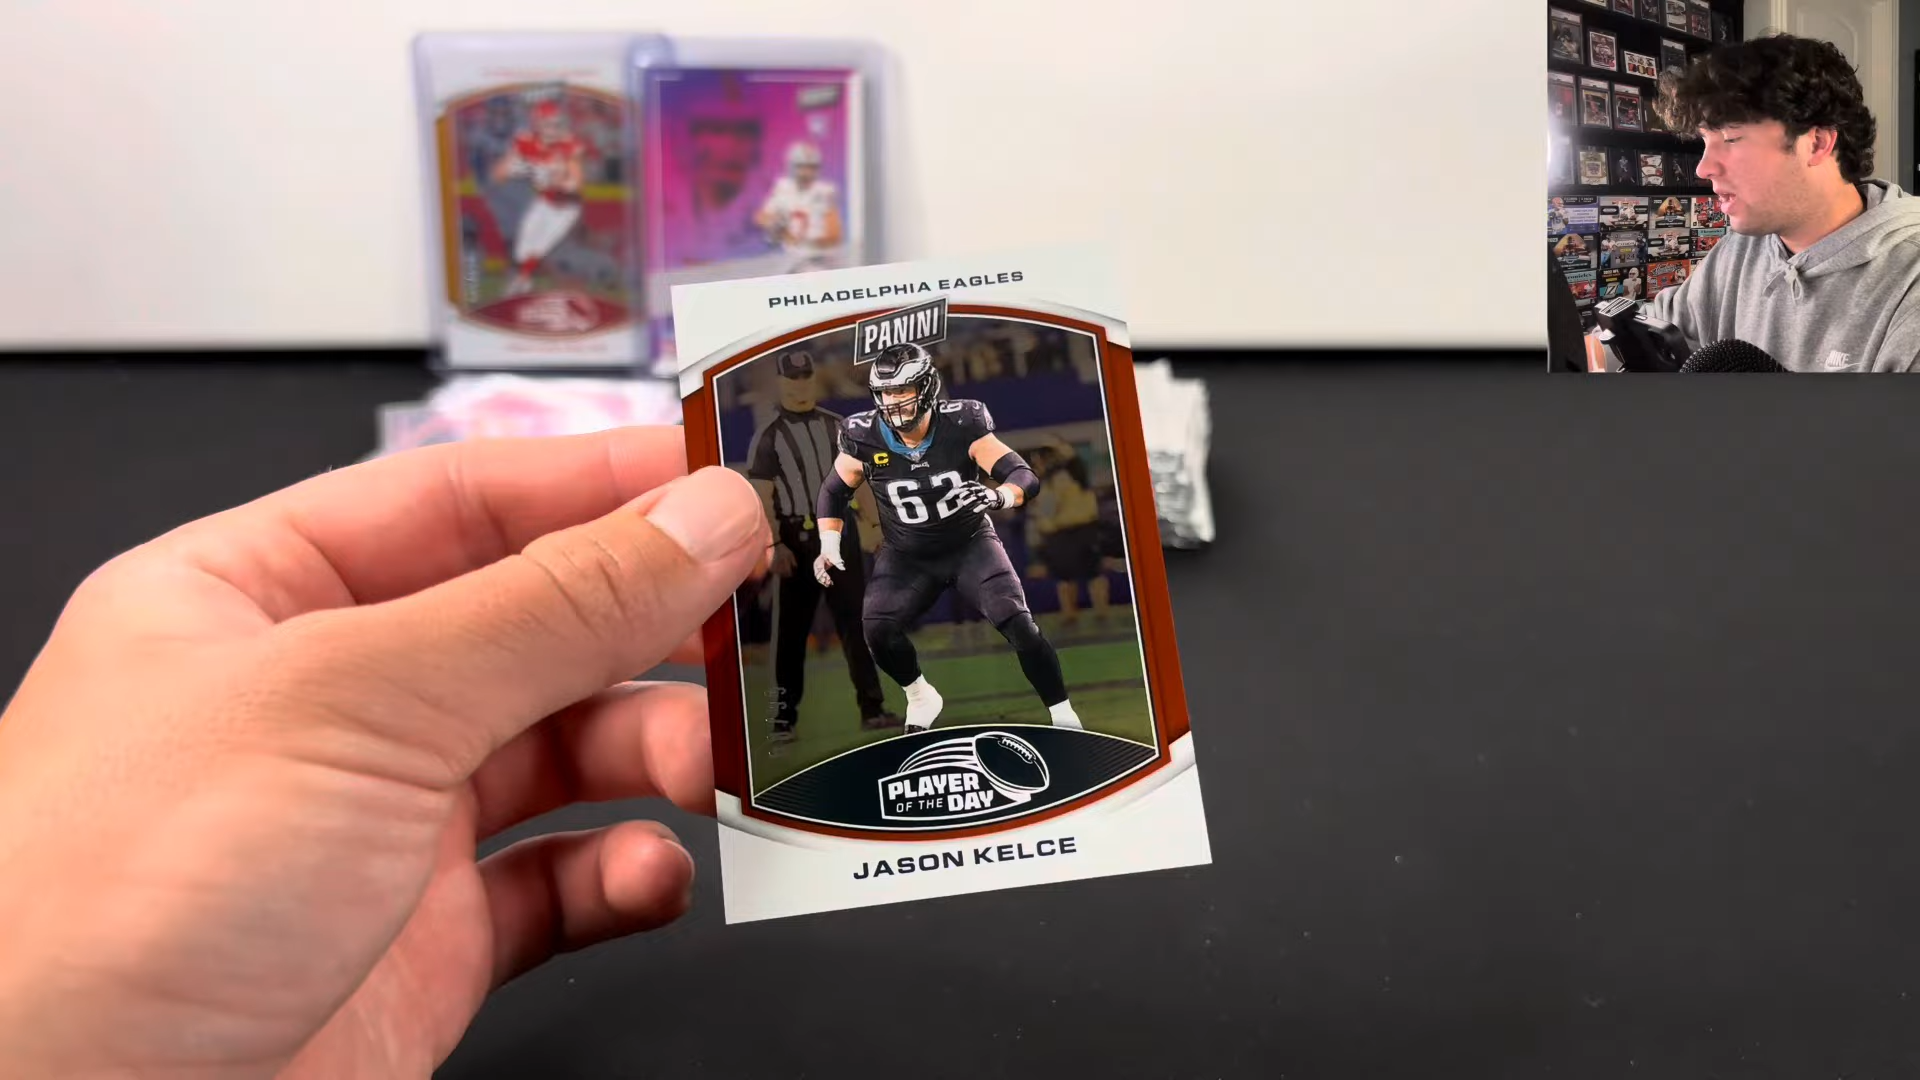 PHILADELPHIA EAGLES
PANINI
62
C
62
PLAYER
OF THE DAY
JASON KELCE